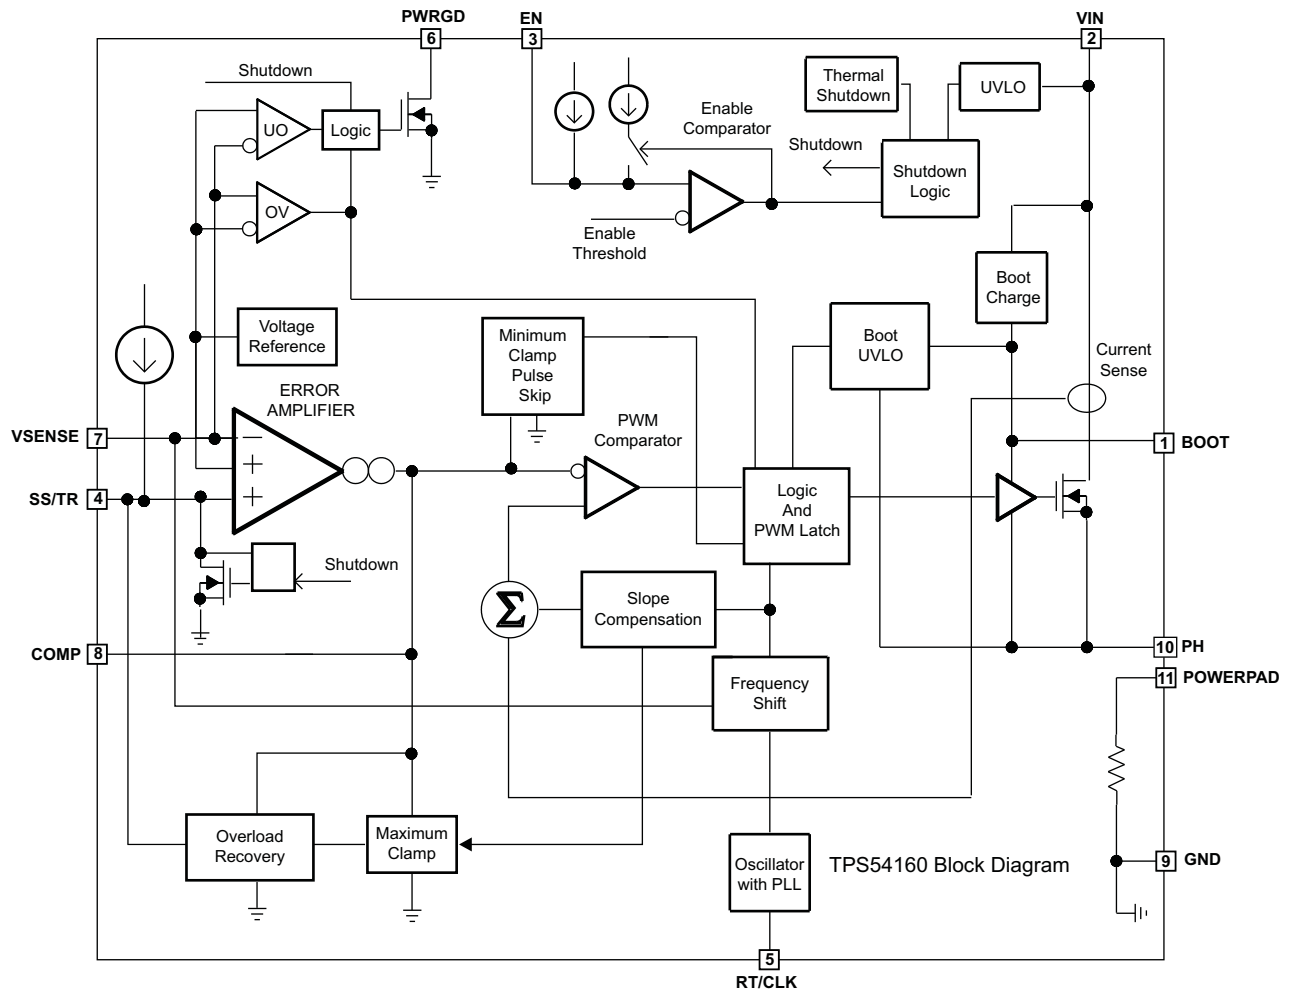 PWRGD
EN
VIN
6
3
2
Shutdown
UO
Logic
OV
Enable
Comparator
Thermal
Shutdown
UVLO
Shutdown
Shutdown
Logic
Enable
Threshold
Boot
Charge
Voltage
Reference
Minimum
Clamp
Pulse
Skip
Boot
UVLO
Current
Sense
ERROR
AMPLIFIER
PWM
Comparator
VSENSE
7
1
BOOT
−
+
+
SS/TR
4
Logic
And
PWM Latch
Shutdown
Σ
Slope
Compensation
COMP
8
10
PH
11
POWERPAD
Frequency
Shift
Overload
Recovery
Maximum
Clamp
Oscillator
with PLL
TPS54160 Block Diagram
9
GND
5
RT/CLK